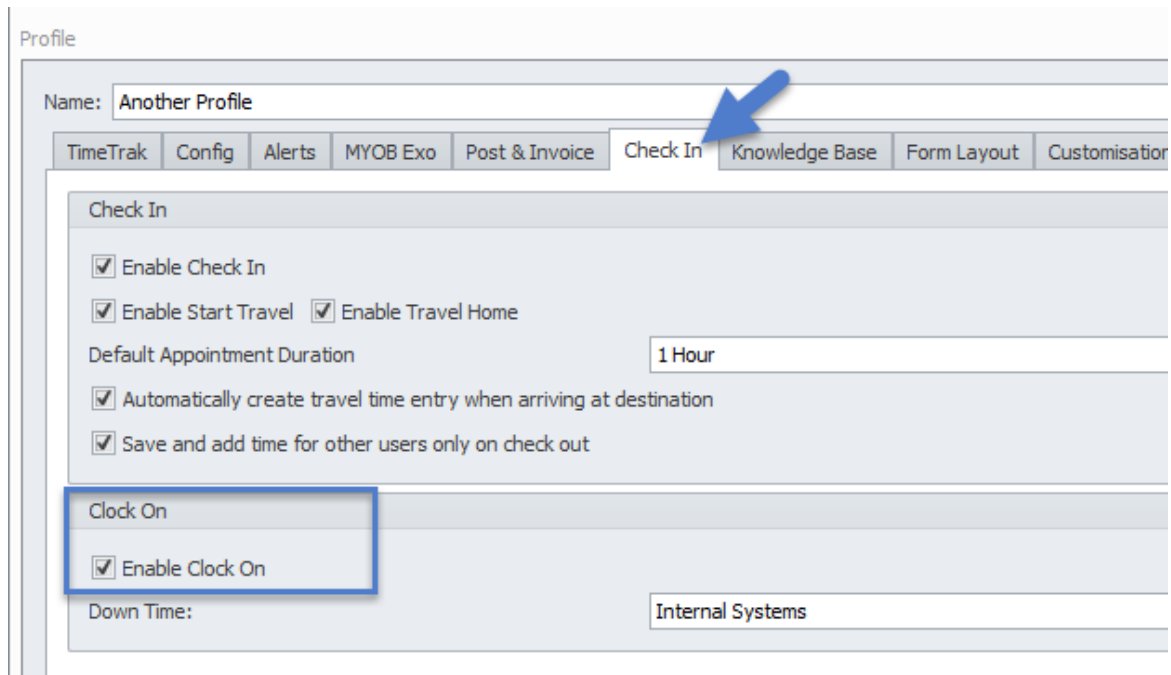 Profile
Name: Another Profile
TimeTrak Config Alerts MYOB Exo Post & Invoice Check In Knowledge Base Form Layout Customisation
Check In
Enable Check In
Enable Start Travel Enable Travel Home
Default Appointment Duration 1 Hour
Automatically create travel time entry when arriving at destination
Save and add time for other users only on check out
Clock On
Enable Clock On
Down Time: Internal Systems